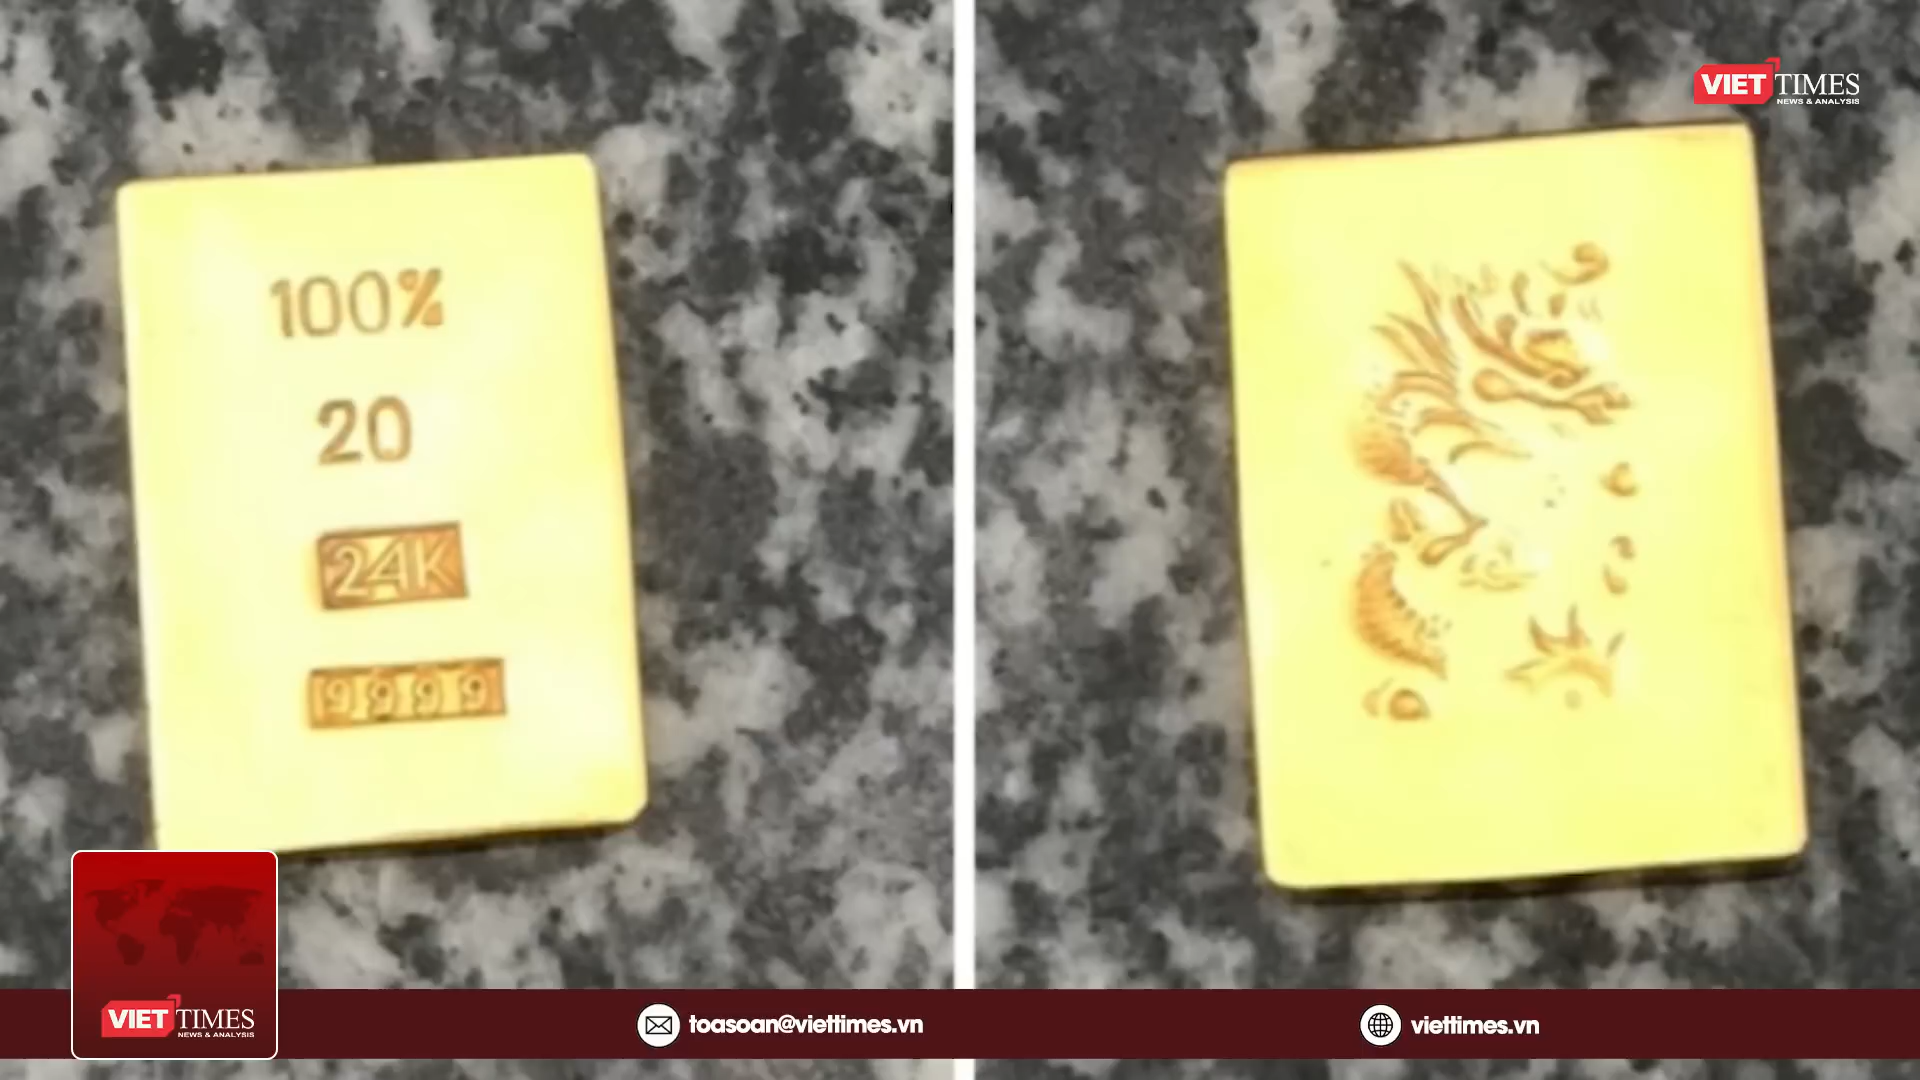 100%
20
24K
9999
VIETTIMES
NEWS & ANALYSIS
VIETTIMES
NEWS & ANALYSIS
toasoan@viettimes.vn
viettimes.vn